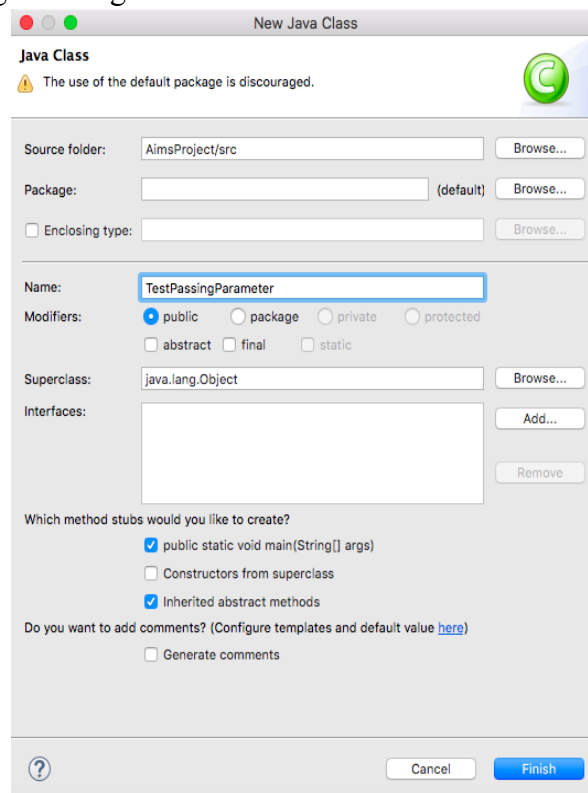 New Java Class
Java Class
The use of the default package is discouraged.
Source folder: AimsProject/src Browse...
Package: (default) Browse...
Enclosing type: Browse...
Name: TestPassingParameter
Modifiers: public package private protected
abstract final static
Superclass: java.lang.Object Browse...
Interfaces: Add...
Remove
Which method stubs would you like to create?
public static void main(String[] args)
Constructors from superclass
Inherited abstract methods
Do you want to add comments? (Configure templates and default value here)
Generate comments
? Cancel Finish